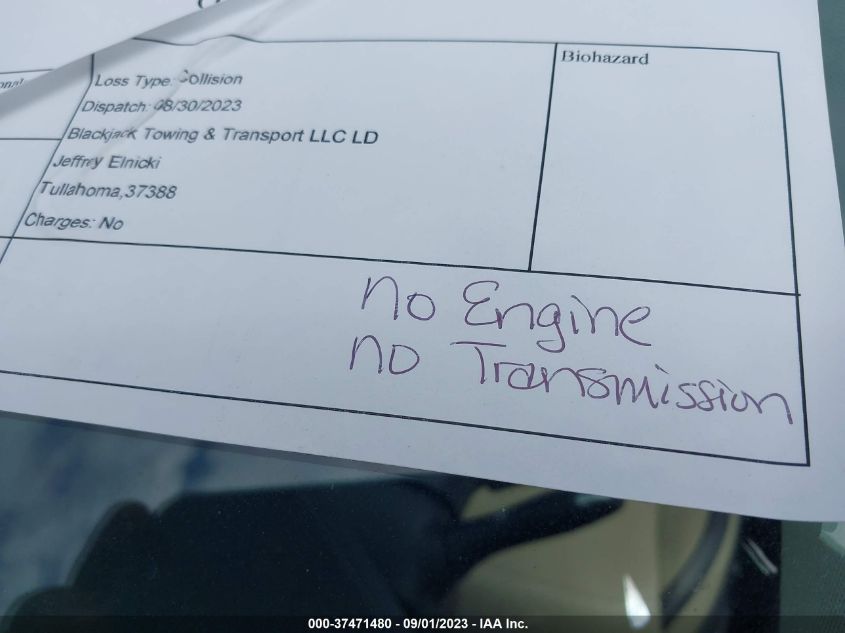 Loss Type: Collision
Dispatch: 08/30/2023
Blackjack Towing & Transport LLC LD
Jeffrey Elnicki
Tullahoma,37388
Charges: No
Biohazard
no Engine
no Transmission
000-37471480 - 09/01/2023 - IAA Inc.